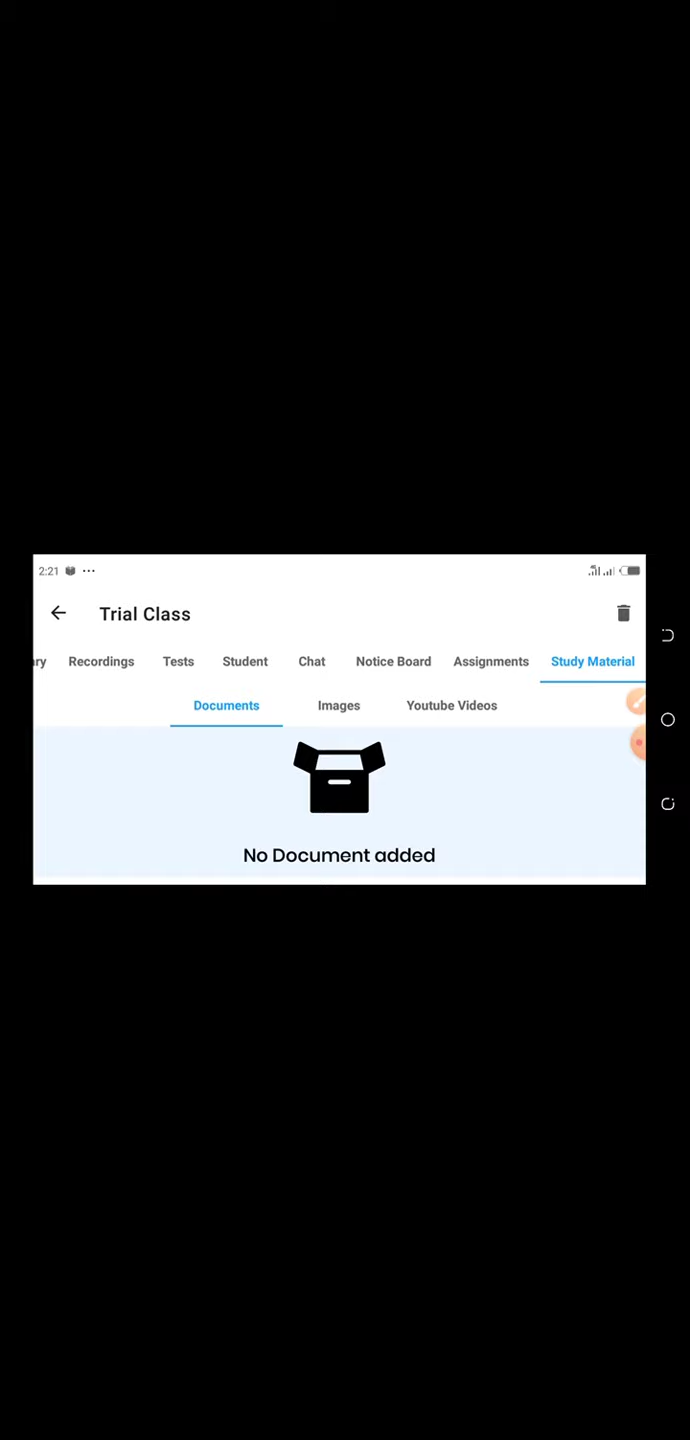 2:21
Trial Class
ry Recordings Tests Student Chat Notice Board Assignments Study Material
Documents Images Youtube Videos
No Document added